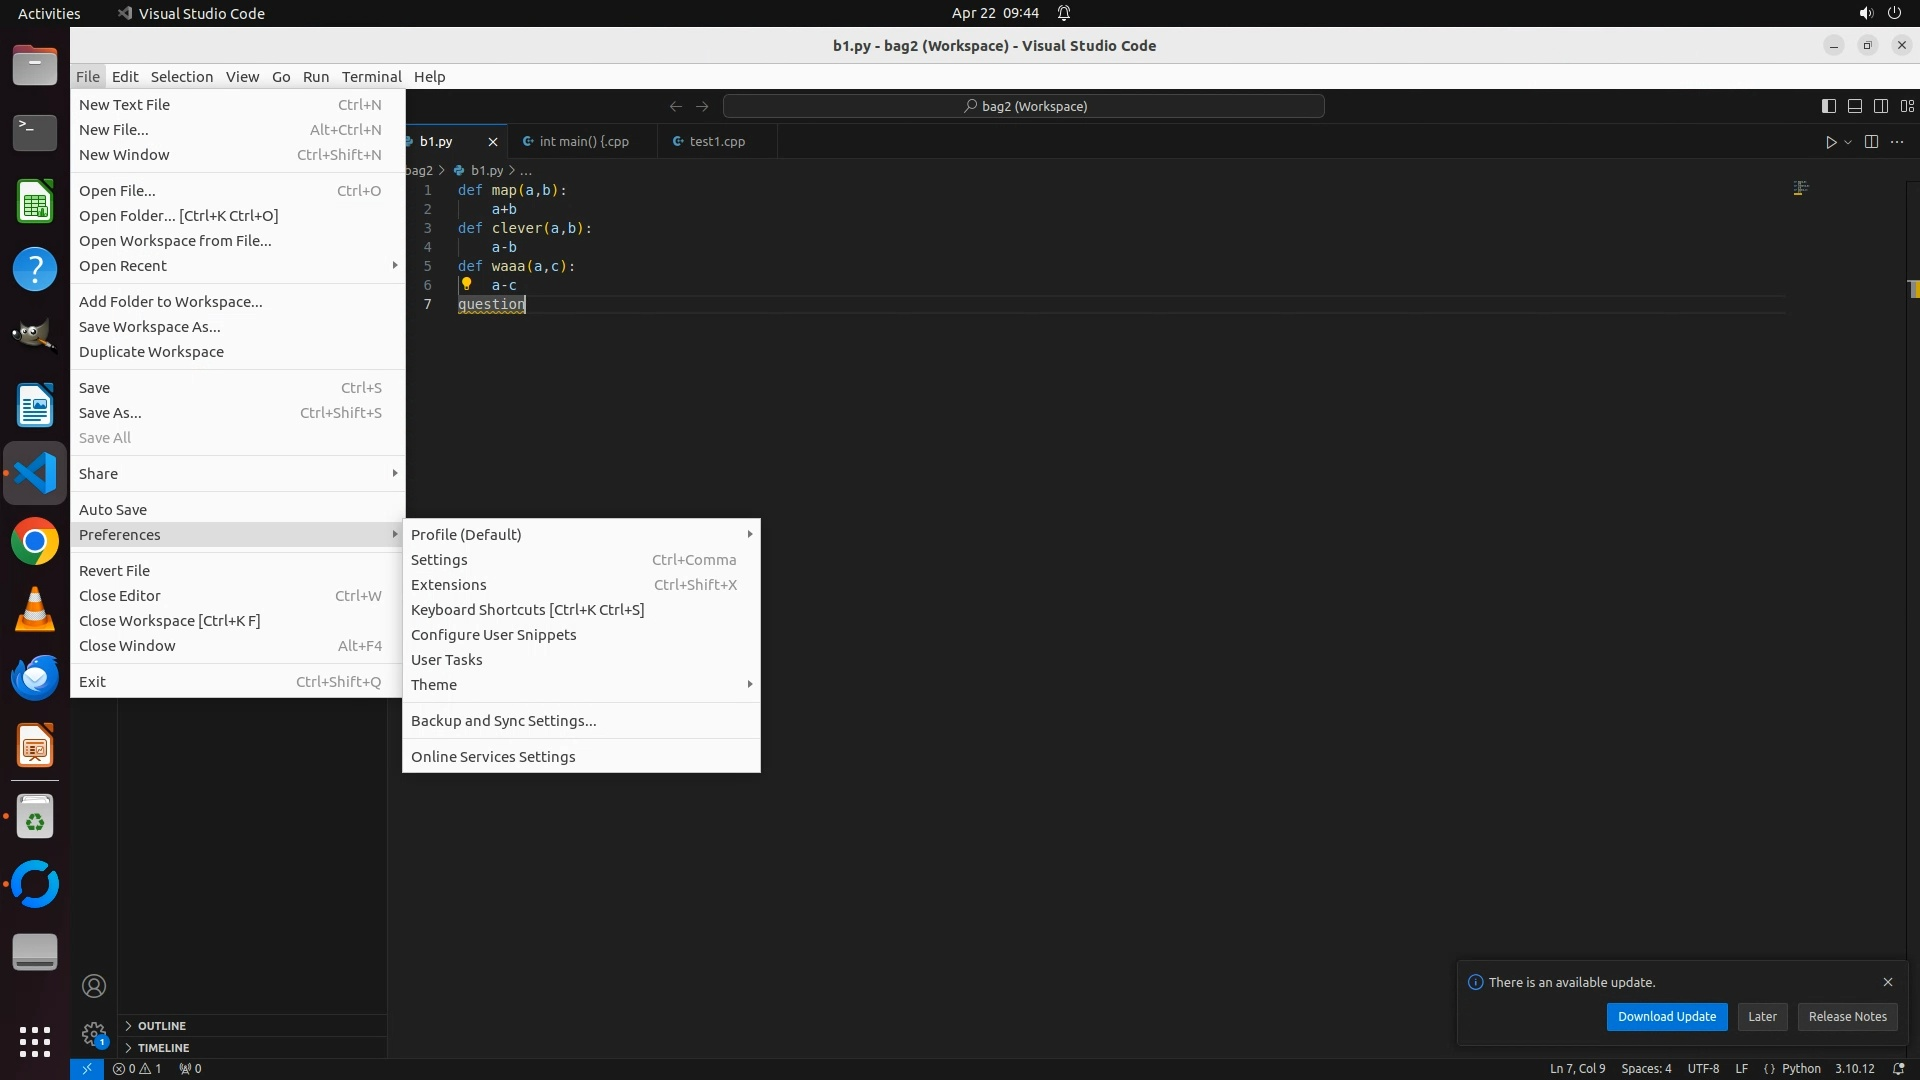 Activities
Visual Studio Code
Apr 22 09:44
b1.py - bag2 (Workspace) - Visual Studio Code
File Edit Selection View Go Run Terminal Help
New Text File Ctrl+N
New File... Alt+Ctrl+N
New Window Ctrl+Shift+N
Open File... Ctrl+O
Open Folder... [Ctrl+K Ctrl+O]
Open Workspace from File...
Open Recent
Add Folder to Workspace...
Save Workspace As...
Duplicate Workspace
Save Ctrl+S
Save As... Ctrl+Shift+S
Save All
Share
Auto Save
Preferences
Revert File
Close Editor Ctrl+W
Close Workspace [Ctrl+K F]
Close Window Alt+F4
Exit Ctrl+Shift+Q
Profile (Default)
Settings Ctrl+Comma
Extensions Ctrl+Shift+X
Keyboard Shortcuts [Ctrl+K Ctrl+S]
Configure User Snippets
User Tasks
Theme
Backup and Sync Settings...
Online Services Settings
bag2 (Workspace)
b1.py
int main() {.cpp
test1.cpp
bag2 > b1.py > ...
1 def map(a,b):
2 a+b
3 def clever(a,b):
4 a-b
5 def waaa(a,c):
6 a-c
7 question
OUTLINE
TIMELINE
1
There is an available update.
Download Update
Later
Release Notes
0 1 0
Ln 7, Col 9 Spaces: 4 UTF-8 LF {} Python 3.10.12